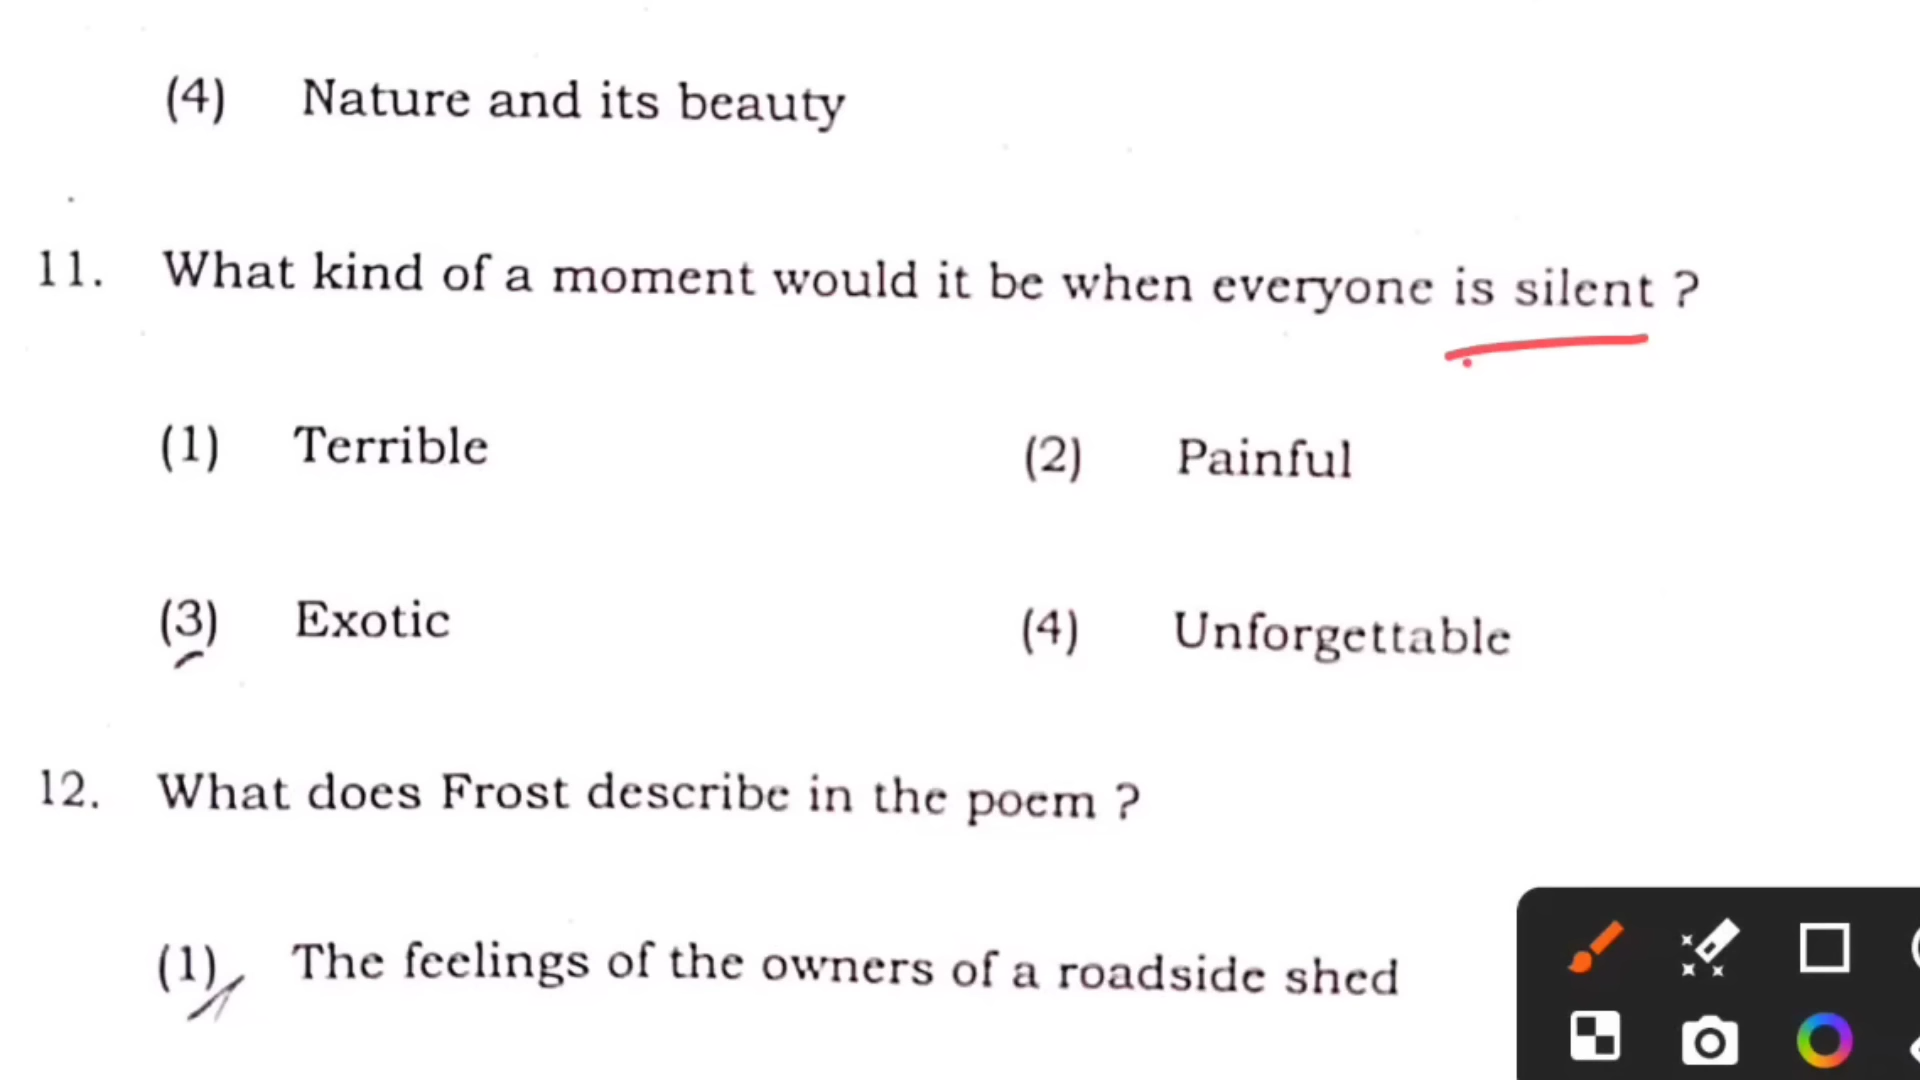 (4) Nature and its beauty
11. What kind of a moment would it be when everyone is silent ?
(1) Terrible (2) Painful
(3) Exotic (4) Unforgettable
12. What does Frost describe in the poem ?
(1) The feelings of the owners of a roadside shed